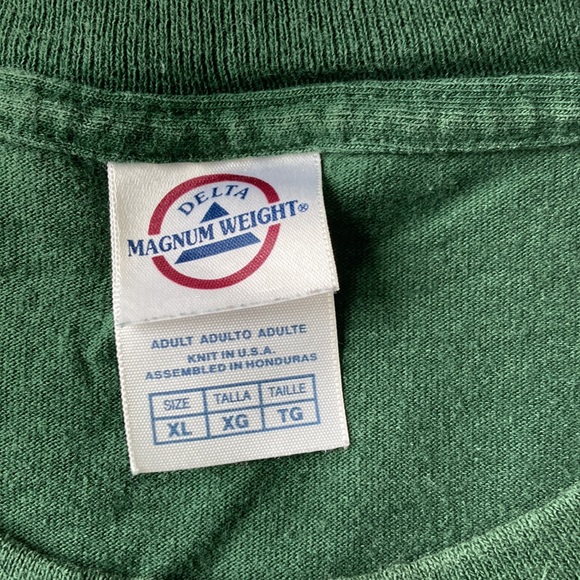 DELTA
MAGNUM WEIGHT®
ADULT ADULTO ADULTE
KNIT IN U.S.A.
ASSEMBLED IN HONDURAS
SIZE TALLA TAILLE
XL XG TG